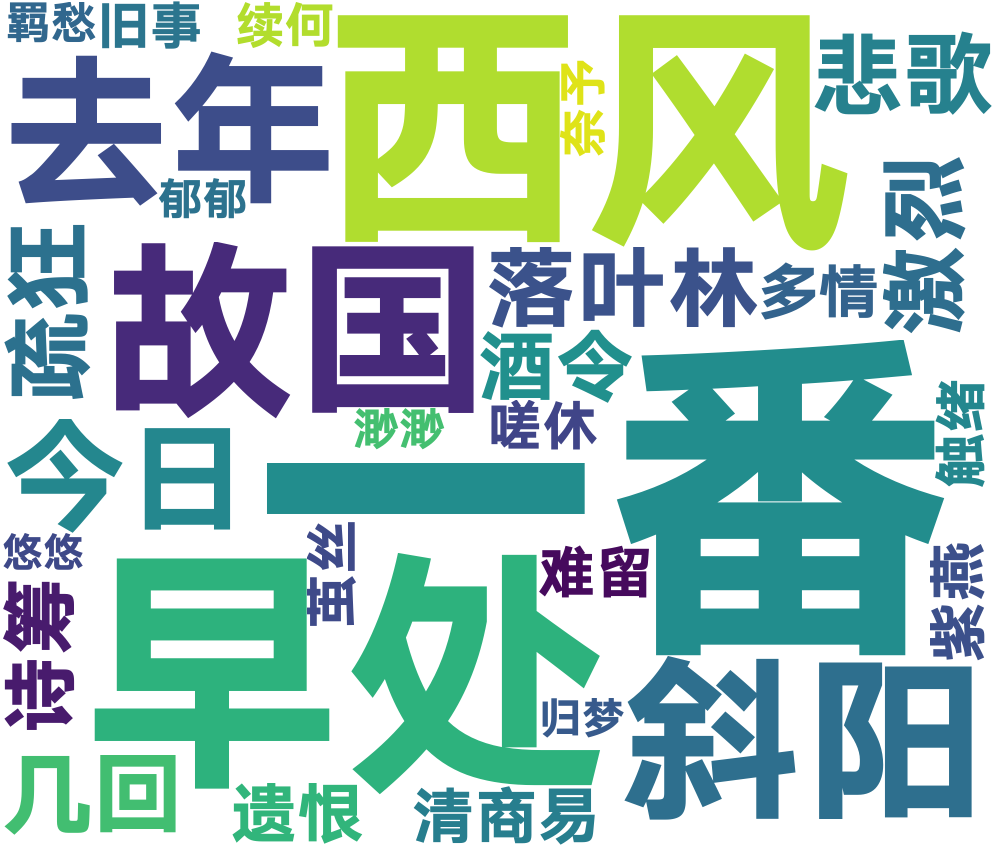 羁愁
旧事
续何
西风
奈予
悲歌
去年
郁郁
激烈
疏狂
故国
落叶林
多情
酒令
嗟休
渺渺
一番
触绪
今日
悠悠
茧丝
难留
紫燕
诗筹
早处
归梦
斜阳
几回
遗恨
清商易